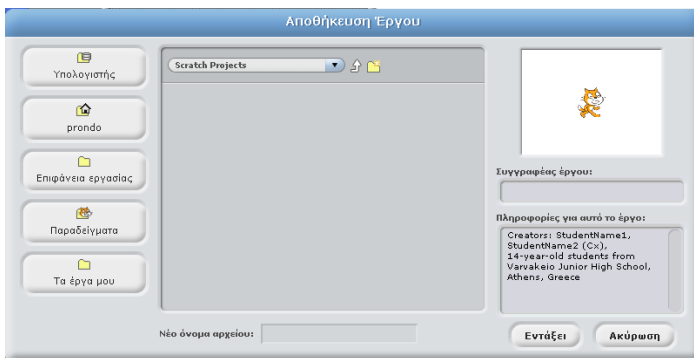 Αποθήκευση Έργου
Υπολογιστής
prondo
Επιφάνεια εργασίας
Παραδείγματα
Τα έργα μου
Scratch Projects
Συγγραφέας έργου:
Πληροφορίες για αυτό το έργο:
Creators: StudentName1,
StudentName2 (Cx),
14-year-old students from
Varvakeio Junior High School,
Athens, Greece
Νέο όνομα αρχείου:
Εντάξει
Ακύρωση